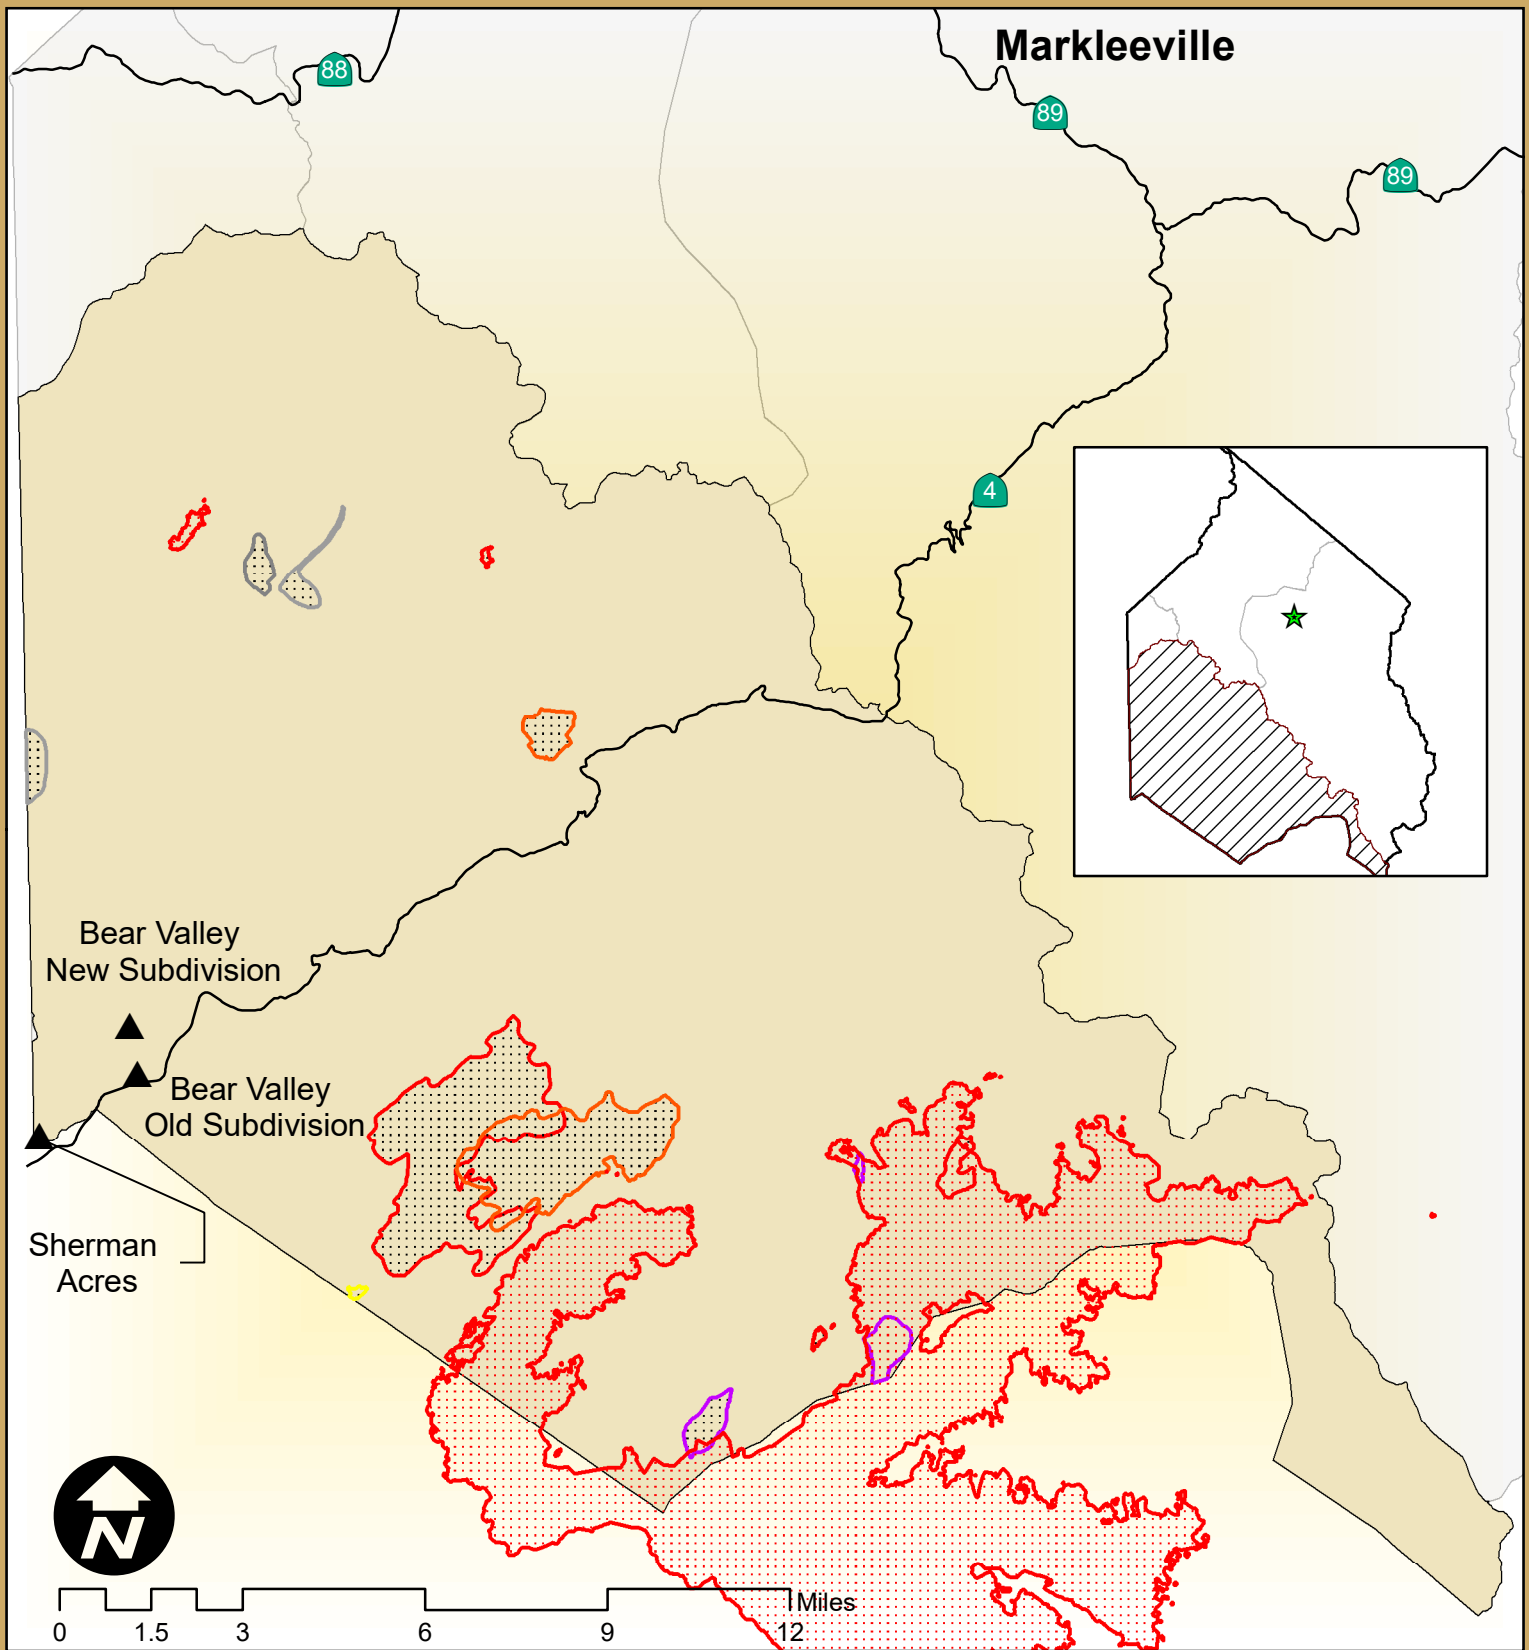 Markleeville
88
89
89
4
Bear Valley
New Subdivision
Bear Valley
Old Subdivision
Sherman
Acres
N
Miles
0 1.5 3 6 9 12